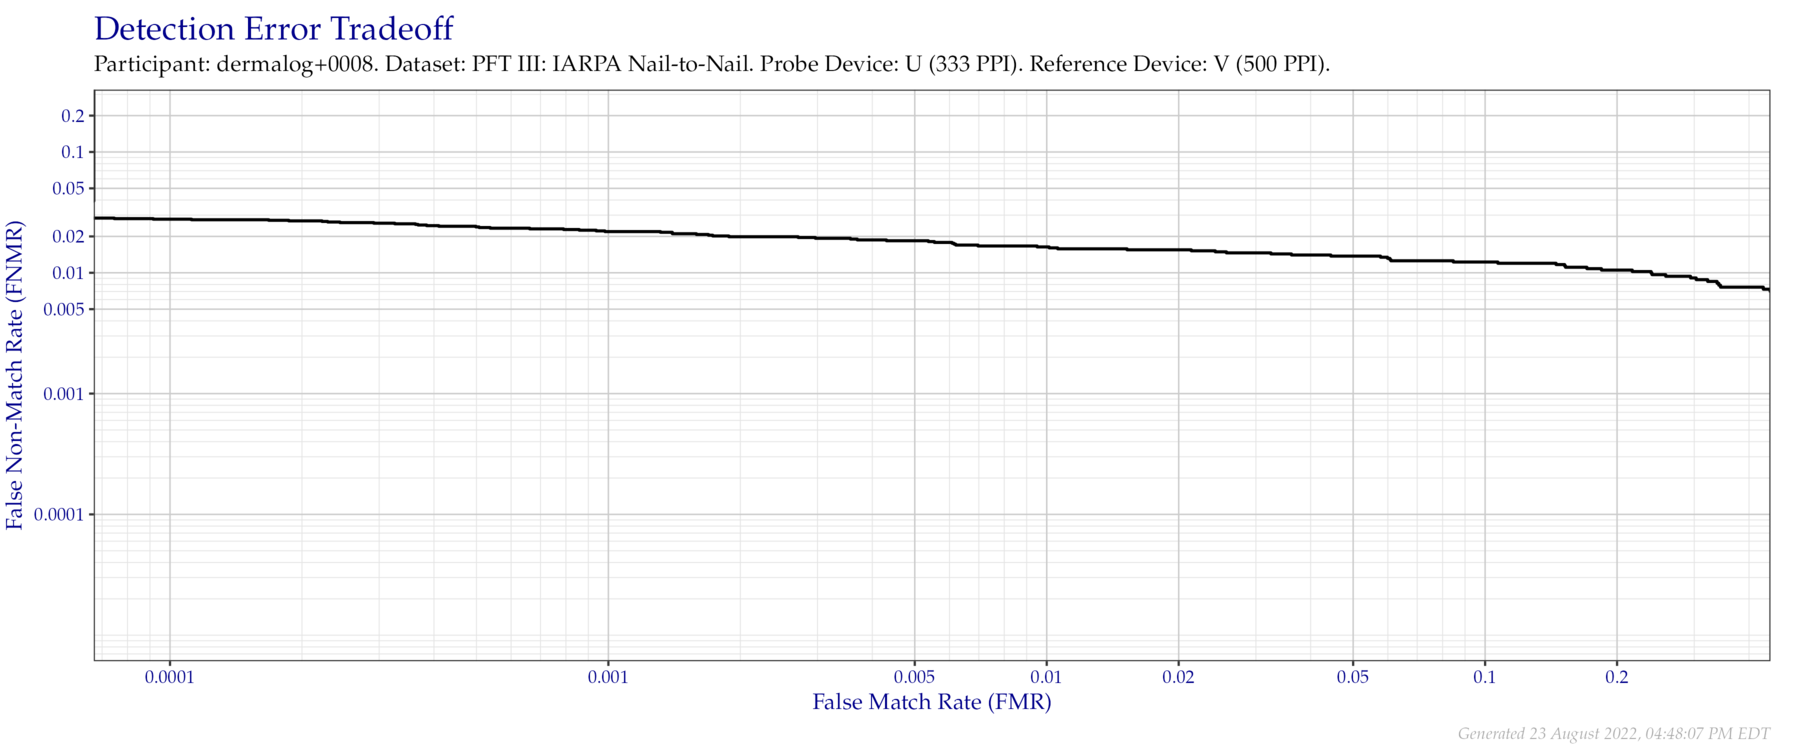 Detection Error Tradeoff
Participant: dermalog+0008. Dataset: PFT III: IARPA Nail-to-Nail. Probe Device: U (333 PPI). Reference Device: V (500 PPI).
False Non-Match Rate (FNMR)
0.2
0.1
0.05
0.02
0.01
0.005
0.001
0.0001
0.0001 0.001 0.005 0.01 0.02 0.05 0.1 0.2
False Match Rate (FMR)
Generated 23 August 2022, 04:48:07 PM EDT